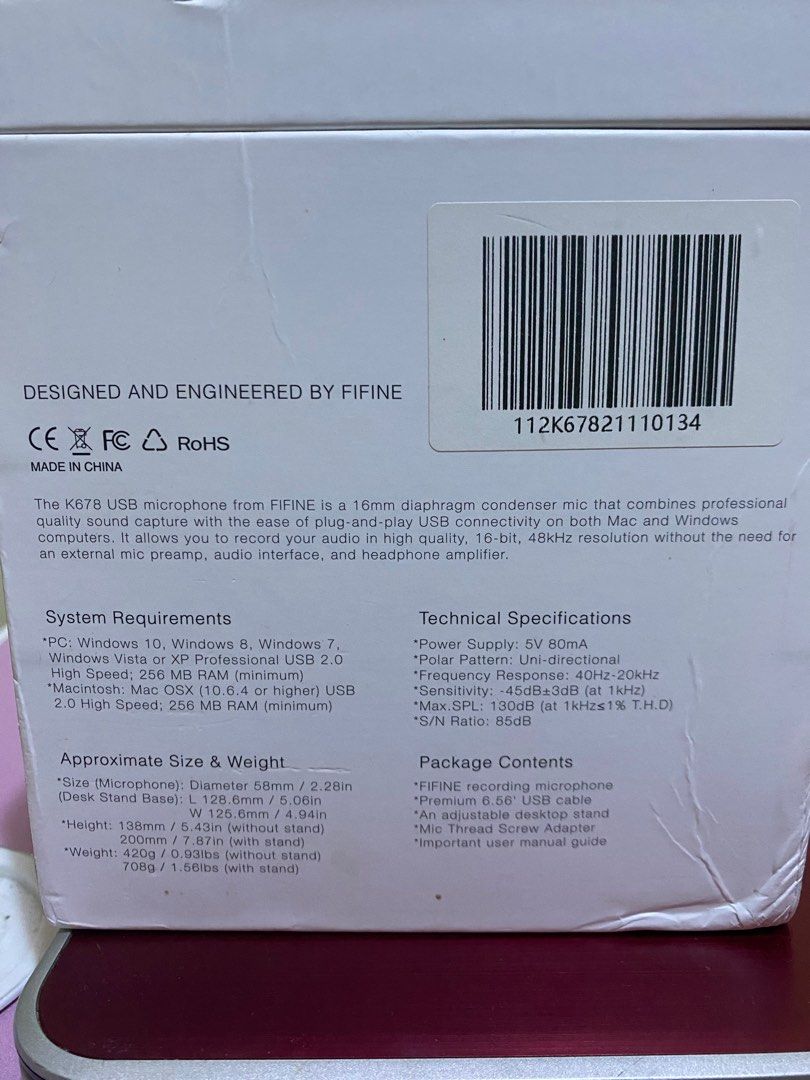 112K67821110134
DESIGNED AND ENGINEERED BY FIFINE
CE FC RoHS
MADE IN CHINA
The K678 USB microphone from FIFINE is a 16mm diaphragm condenser mic that combines professional
quality sound capture with the ease of plug-and-play USB connectivity on both Mac and Windows
computers. It allows you to record your audio in high quality, 16-bit, 48kHz resolution without the need for
an external mic preamp, audio interface, and headphone amplifier.
System Requirements
*PC: Windows 10, Windows 8, Windows 7,
Windows Vista or XP Professional USB 2.0
High Speed; 256 MB RAM (minimum)
*Macintosh: Mac OSX (10.6.4 or higher) USB
2.0 High Speed; 256 MB RAM (minimum)
Technical Specifications
*Power Supply: 5V 80mA
*Polar Pattern: Uni-directional
*Frequency Response: 40Hz-20kHz
*Sensitivity: -45dB±3dB (at 1kHz)
*Max.SPL: 130dB (at 1kHz≤1% T.H.D)
*S/N Ratio: 85dB
Approximate Size & Weight
*Size (Microphone): Diameter 58mm / 2.28in
(Desk Stand Base): L 128.6mm / 5.06in
W 125.6mm / 4.94in
*Height: 138mm / 5.43in (without stand)
200mm / 7.87in (with stand)
*Weight: 420g / 0.93lbs (without stand)
708g / 1.56lbs (with stand)
Package Contents
*FIFINE recording microphone
*Premium 6.56' USB cable
*An adjustable desktop stand
*Mic Thread Screw Adapter
*Important user manual guide